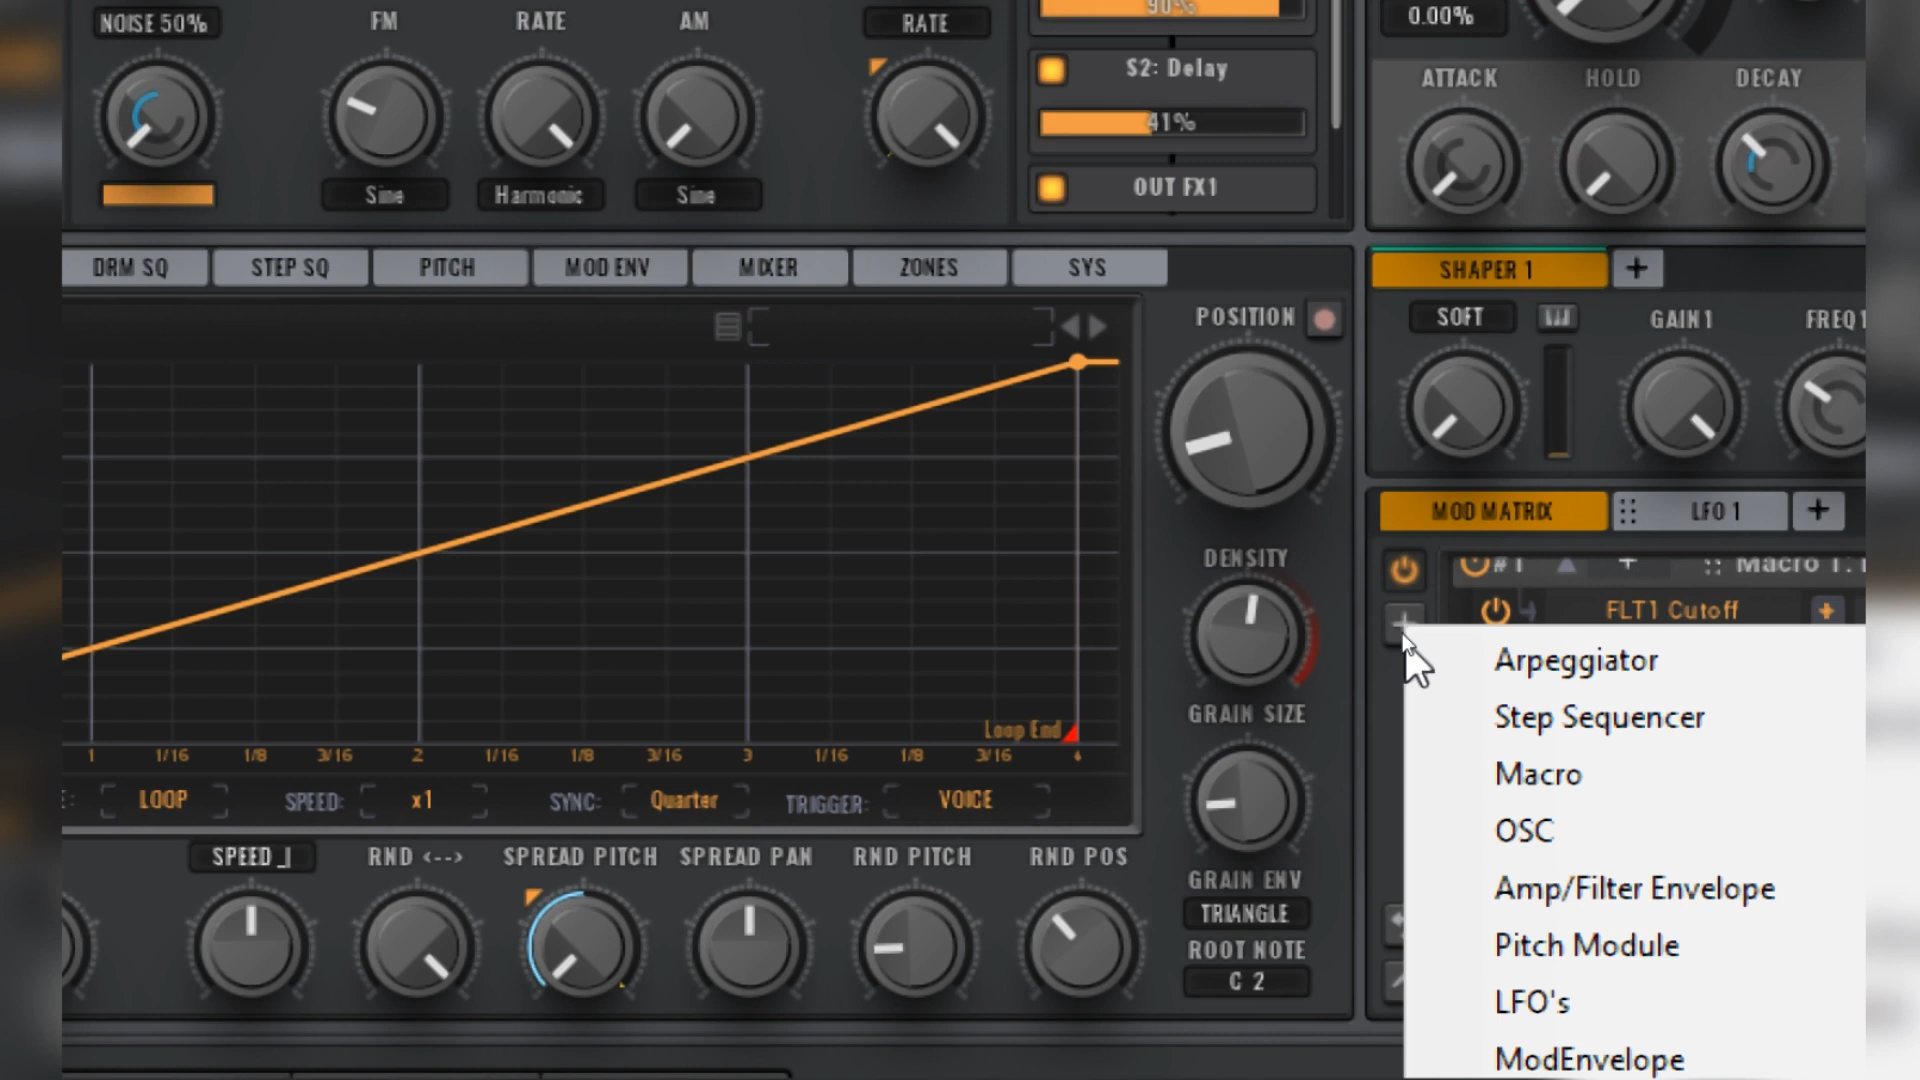 NOISE 50%
FM
RATE
AM
RATE
Sine
Harmonic
Sine
90%
S2: Delay
41%
OUT FX1
0.00%
ATTACK
HOLD
DECAY
DRM SQ
STEP SQ
PITCH
MOD ENV
MIXER
ZONES
SYS
SHAPER 1
+
SOFT
GAIN 1
FREQ 1
POSITION
DENSITY
GRAIN SIZE
GRAIN ENV
TRIANGLE
ROOT NOTE
C 2
Loop End
1 1/16 1/8 3/16 2 1/16 1/8 3/16 3 1/16 1/8 3/16 4
LOOP
SPEED:
x1
SYNC:
Quarter
TRIGGER:
VOICE
SPEED _|
RND <-->
SPREAD PITCH
SPREAD PAN
RND PITCH
RND POS
MOD MATRIX
LFO 1
+
#1
+
Macro 1:
FLT1 Cutoff
+
Arpeggiator
Step Sequencer
Macro
OSC
Amp/Filter Envelope
Pitch Module
LFO's
ModEnvelope